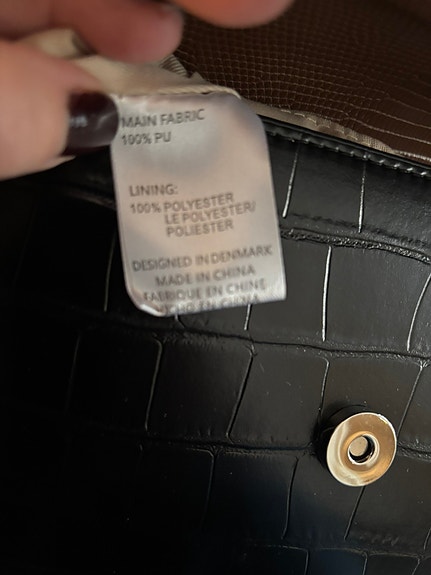 MAIN FABRIC
100% PU
LINING:
100% POLYESTER
LE POLYESTER/
POLIESTER
DESIGNED IN DENMARK
MADE IN CHINA
FABRIQUE EN CHINE